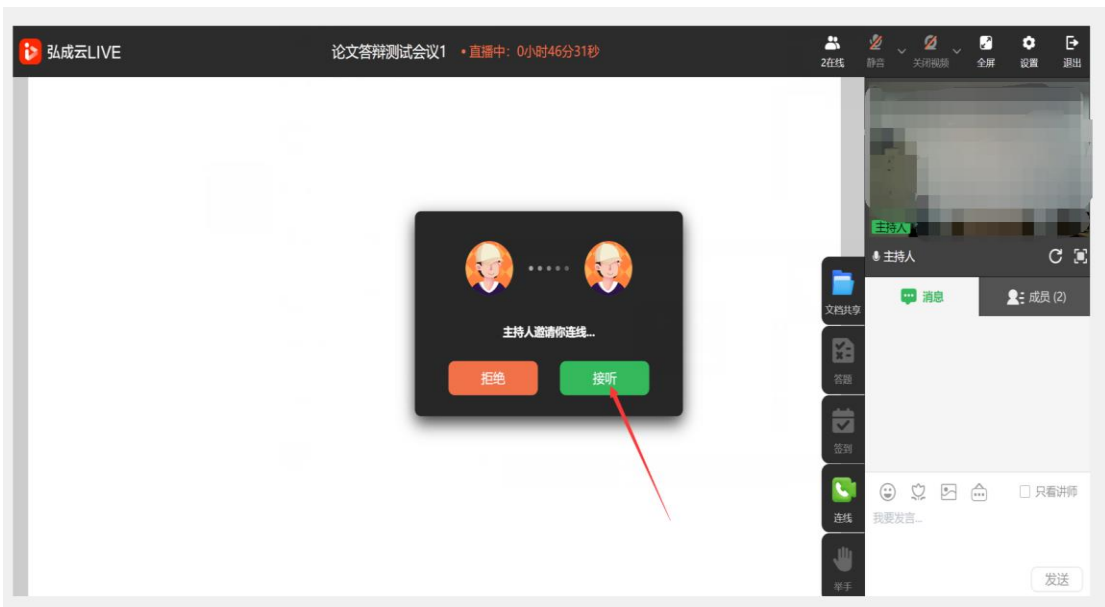 弘成云LIVE
论文答辩测试会议1 •直播中：0小时46分31秒
2在线 静音 关闭视频 全屏 设置 退出
主持人
主持人
消息 成员 (2)
主持人邀请你连线...
拒绝 接听
文档共享
答题
签到
连线
举手
只看讲师
我要发言...
发送